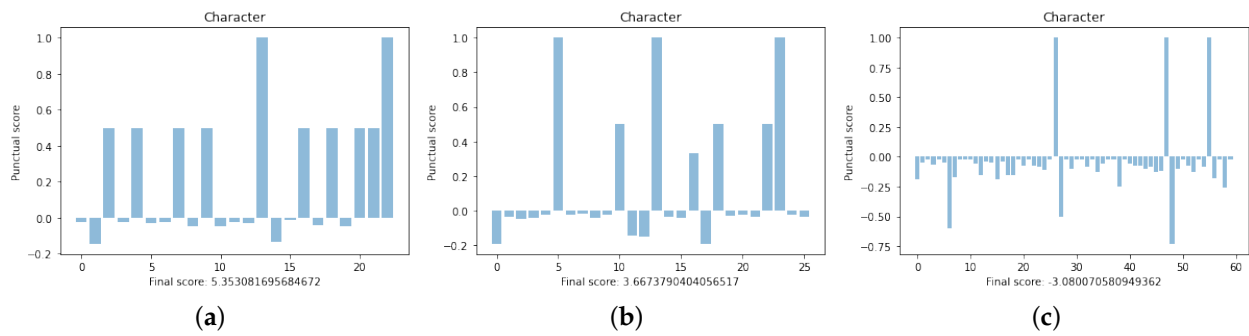 Character
Punctual score
1.0
0.8
0.6
0.4
0.2
0.0
−0.2
0 5 10 15 20
Final score: 5.353081695684672
(a)
Character
Punctual score
1.0
0.8
0.6
0.4
0.2
0.0
−0.2
0 5 10 15 20 25
Final score: 3.6673790404056517
(b)
Character
Punctual score
1.00
0.75
0.50
0.25
0.00
−0.25
−0.50
−0.75
0 10 20 30 40 50 60
Final score: -3.080070580949362
(c)